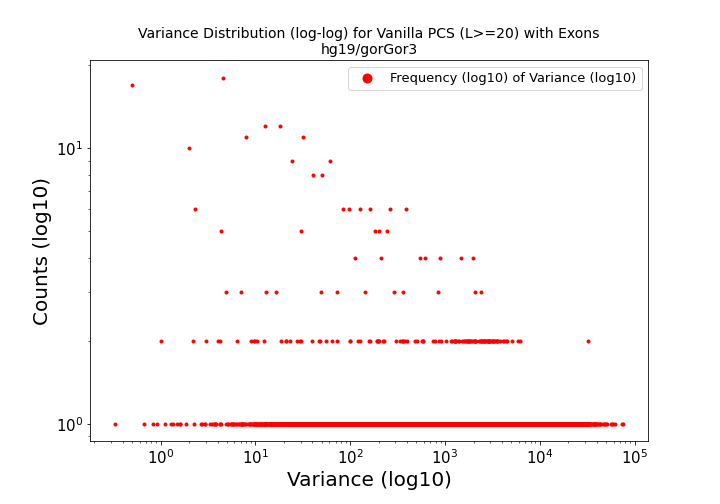 Variance Distribution (log-log) for Vanilla PCS (L>=20) with Exons
hg19/gorGor3
Frequency (log10) of Variance (log10)
Counts (log10)
10¹
10⁰
10⁰ 10¹ 10² 10³ 10⁴ 10⁵
Variance (log10)